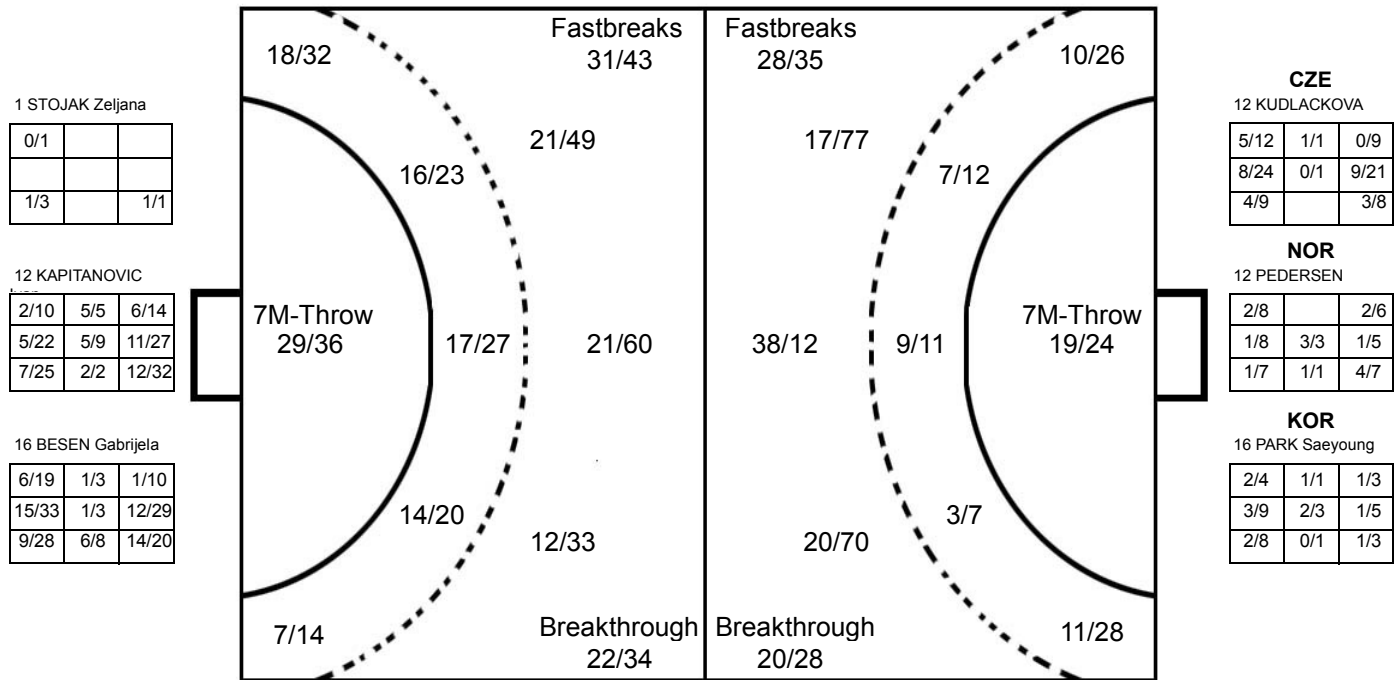 1 STOJAK Zeljana
0/1
1/3 1/1
12 KAPITANOVIC
2/10 5/5 6/14
5/22 5/9 11/27
7/25 2/2 12/32
16 BESEN Gabrijela
6/19 1/3 1/10
15/33 1/3 12/29
9/28 6/8 14/20
18/32
Fastbreaks
31/43
21/49
16/23
7M-Throw
29/36
17/27
21/60
14/20
12/33
7/14
Breakthrough
22/34
Fastbreaks
28/35
10/26
17/77
7/12
38/12
9/11
7M-Throw
19/24
3/7
20/70
Breakthrough
20/28
11/28
CZE
12 KUDLACKOVA
5/12 1/1 0/9
8/24 0/1 9/21
4/9 3/8
NOR
12 PEDERSEN
2/8 2/6
1/8 3/3 1/5
1/7 1/1 4/7
KOR
16 PARK Saeyoung
2/4 1/1 1/3
3/9 2/3 1/5
2/8 0/1 1/3